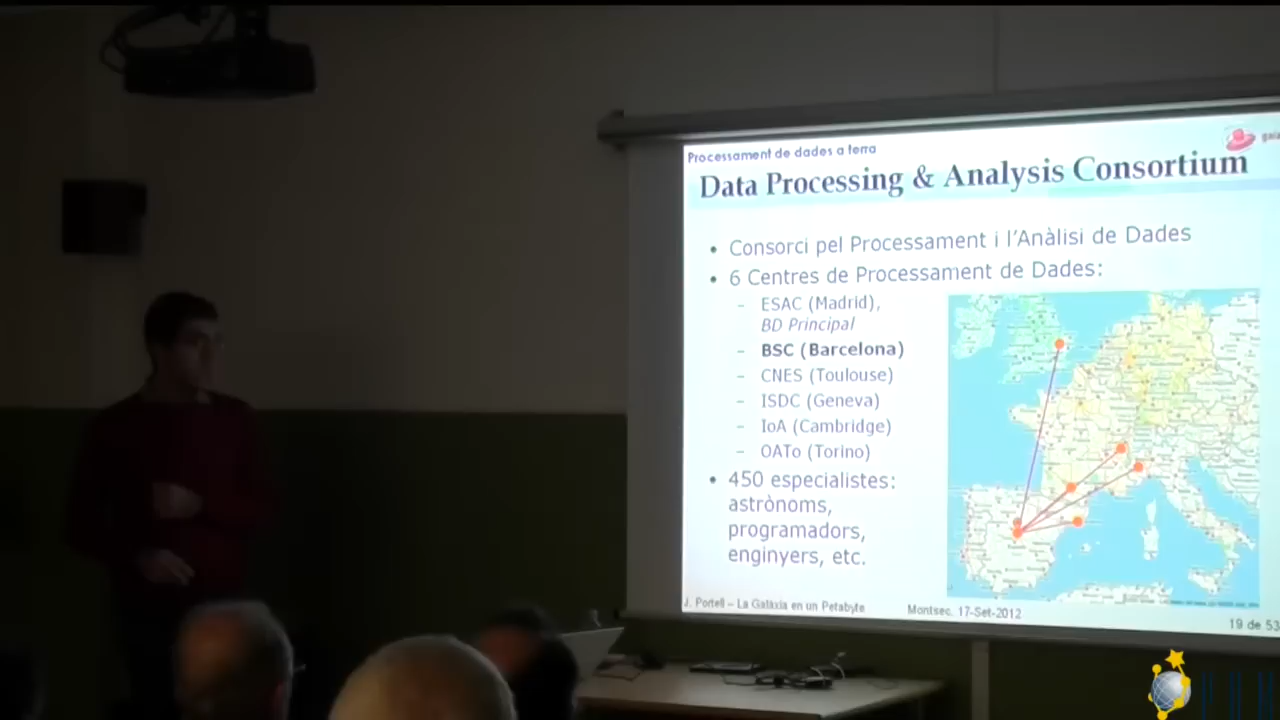 Processament de dades a terra
gaia
Data Processing & Analysis Consortium
• Consorci pel Processament i l'Anàlisi de Dades
• 6 Centres de Processament de Dades:
– ESAC (Madrid),
BD Principal
– BSC (Barcelona)
– CNES (Toulouse)
– ISDC (Geneva)
– IoA (Cambridge)
– OATo (Torino)
• 450 especialistes:
astrònoms,
programadors,
enginyers, etc.
J. Portell – La Galàxia en un Petabyte
Montsec, 17-Set-2012
19 de 53